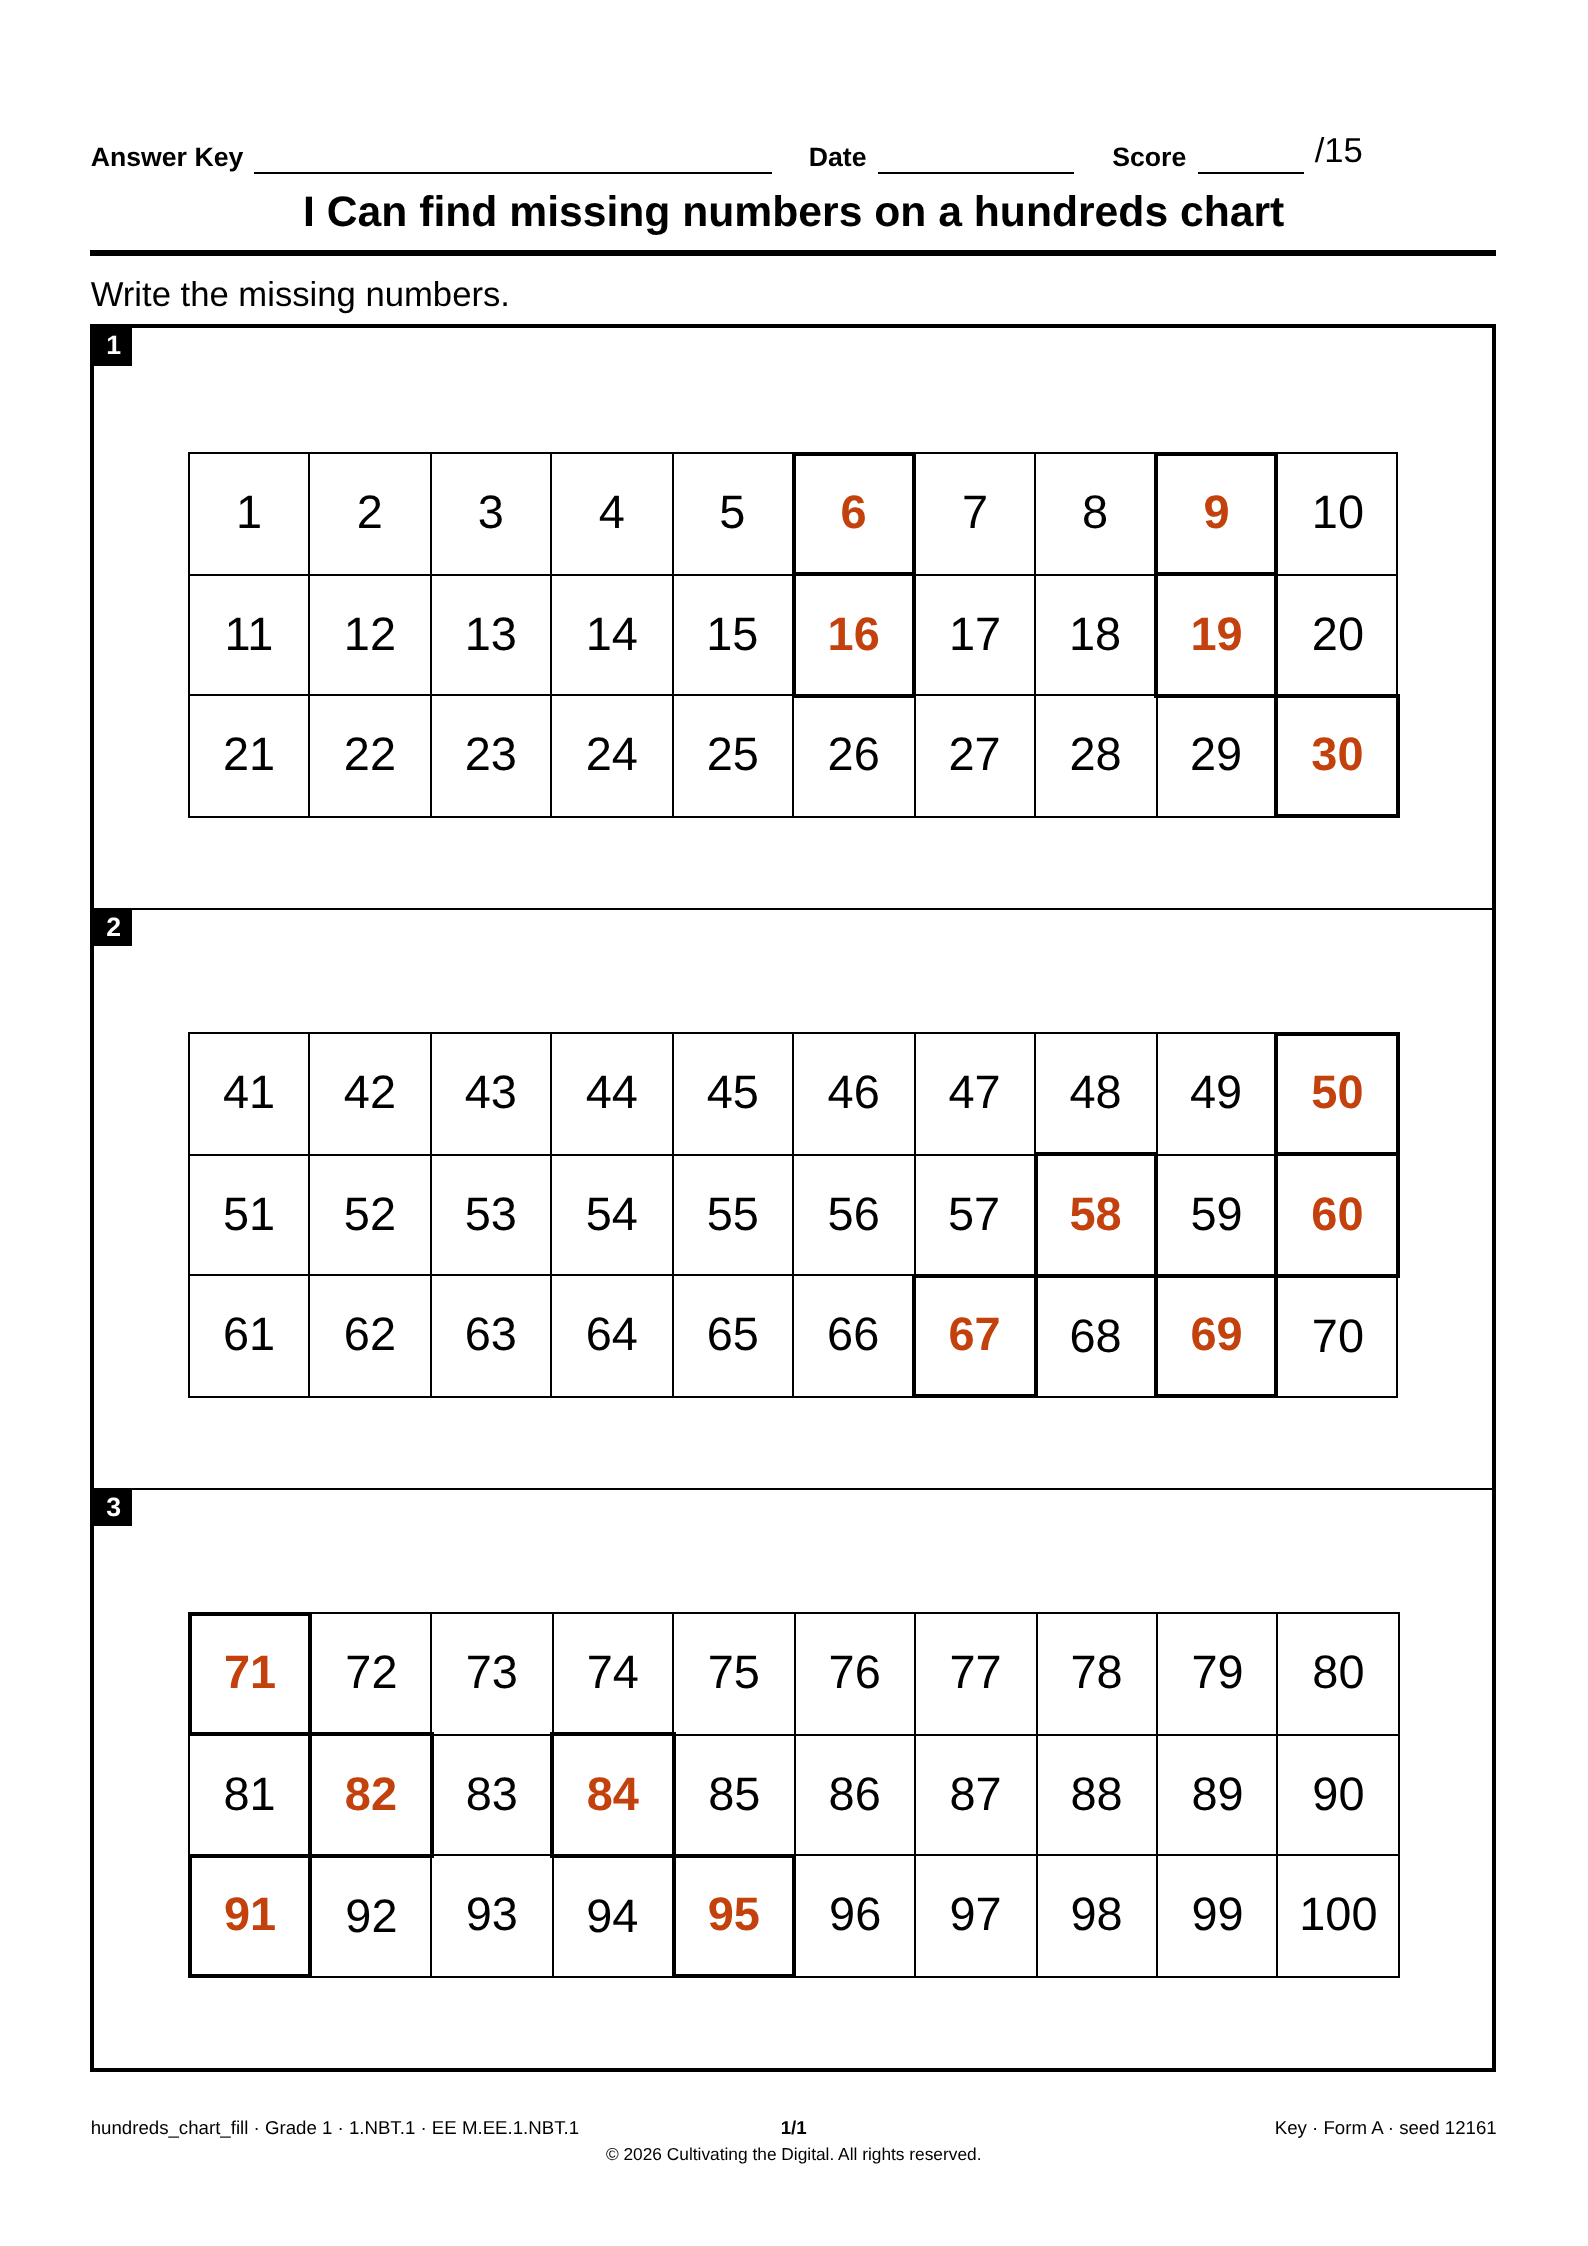 Answer Key Date Score /15
I Can find missing numbers on a hundreds chart
Write the missing numbers.
1
1 2 3 4 5 6 7 8 9 10
11 12 13 14 15 16 17 18 19 20
21 22 23 24 25 26 27 28 29 30
2
41 42 43 44 45 46 47 48 49 50
51 52 53 54 55 56 57 58 59 60
61 62 63 64 65 66 67 68 69 70
3
71 72 73 74 75 76 77 78 79 80
81 82 83 84 85 86 87 88 89 90
91 92 93 94 95 96 97 98 99 100
hundreds_chart_fill · Grade 1 · 1.NBT.1 · EE M.EE.1.NBT.1 1/1 Key · Form A · seed 12161
© 2026 Cultivating the Digital. All rights reserved.